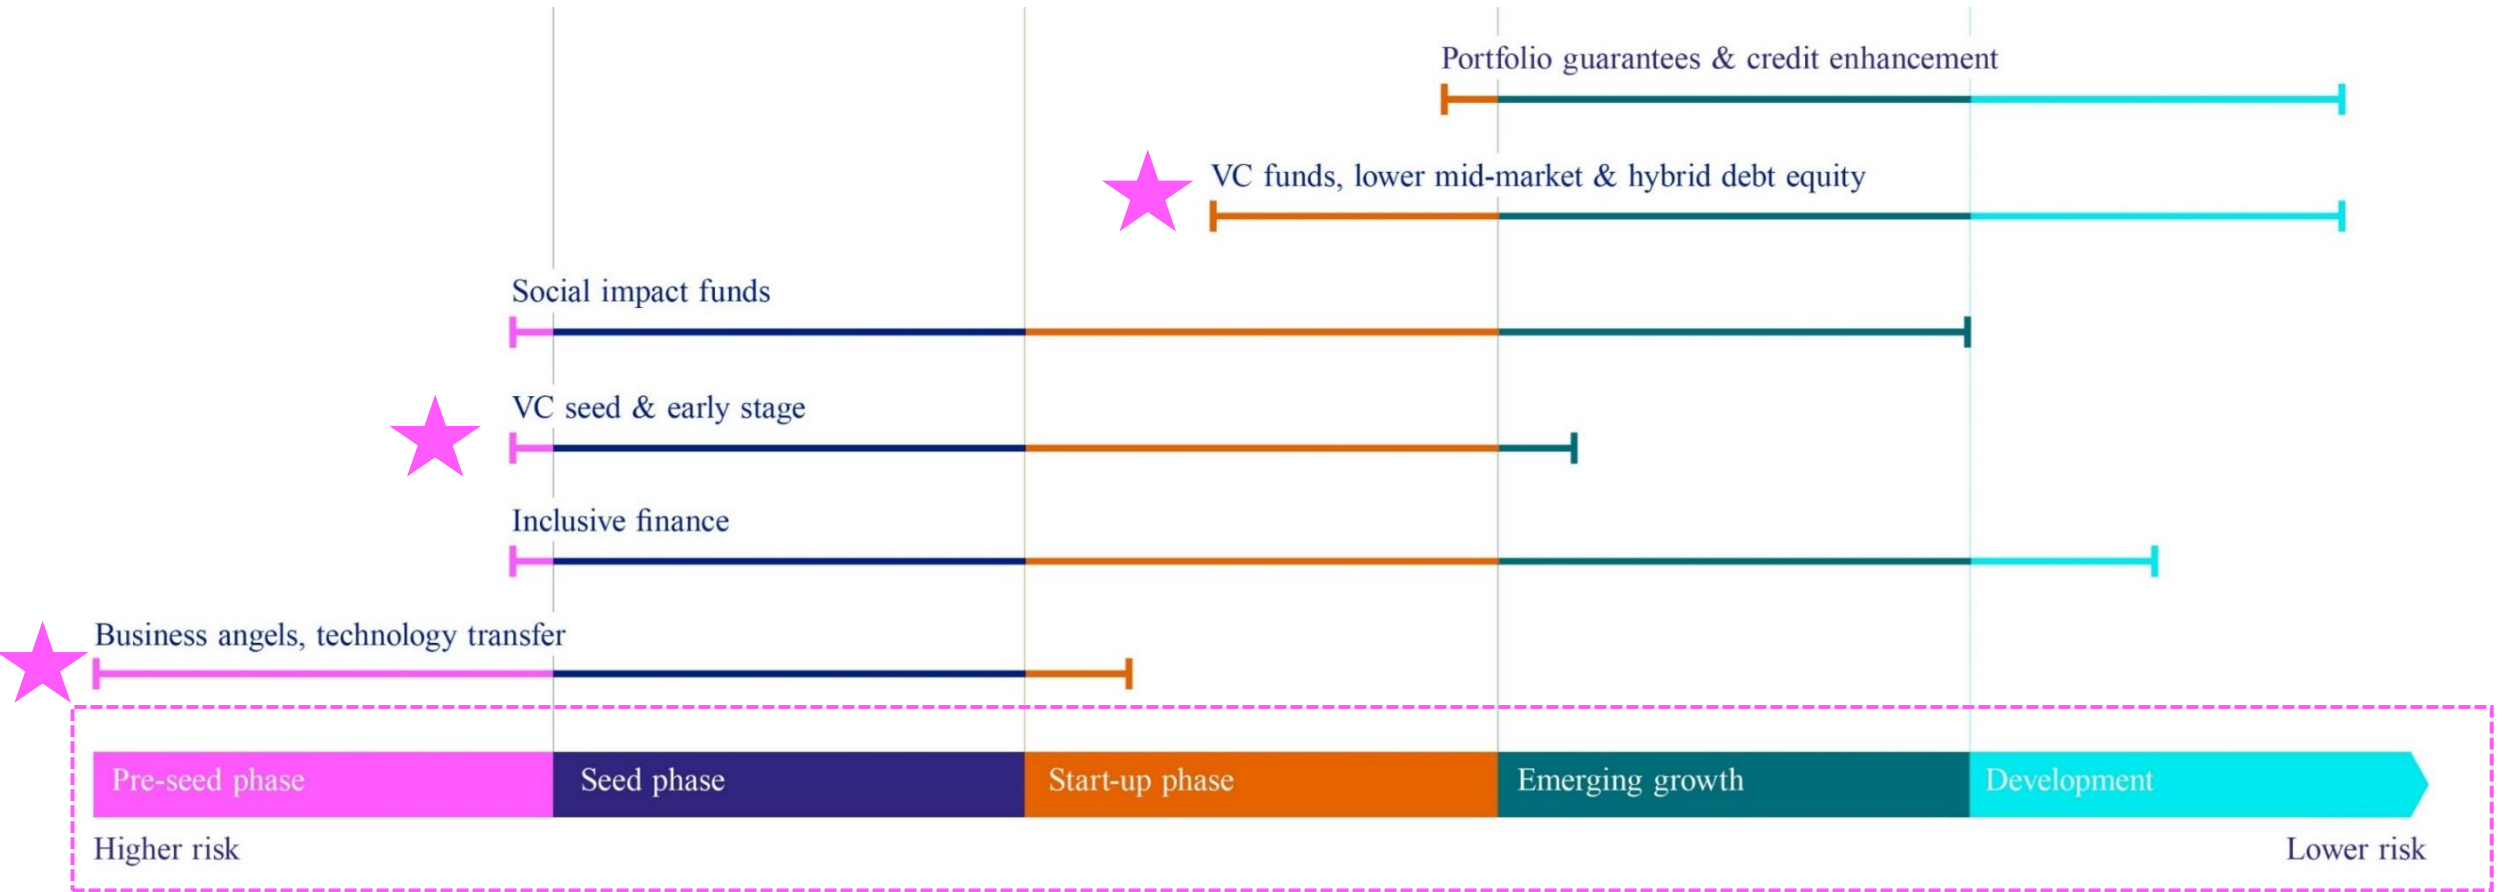 Portfolio guarantees & credit enhancement
VC funds, lower mid-market & hybrid debt equity
Social impact funds
VC seed & early stage
Inclusive finance
Business angels, technology transfer
Pre-seed phase
Seed phase
Start-up phase
Emerging growth
Development
Higher risk
Lower risk